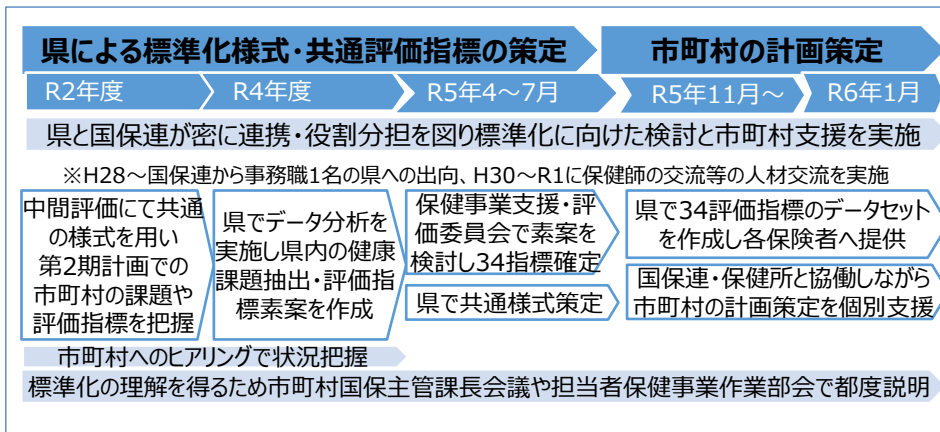 県による標準化様式・共通評価指標の策定
市町村の計画策定
R2年度
R4年度
R5年4～7月
R5年11月～
R6年1月
県と国保連が密に連携・役割分担を図り標準化に向けた検討と市町村支援を実施
※H28～国保連から事務職1名の県への出向、H30～R1に保健師の交流等の人材交流を実施
中間評価にて共通
の様式を用い
第2期計画での
市町村の課題や
評価指標を把握
県でデータ分析を
実施し県内の健康
課題抽出・評価指
標素案を作成
保健事業支援・評
価委員会で素案を
検討し34指標確定
県で共通様式策定
県で34評価指標のデータセット
を作成し各保険者へ提供
国保連・保健所と協働しながら
市町村の計画策定を個別支援
市町村へのヒアリングで状況把握
標準化の理解を得るため市町村国保主管課長会議や担当者保健事業作業部会で都度説明